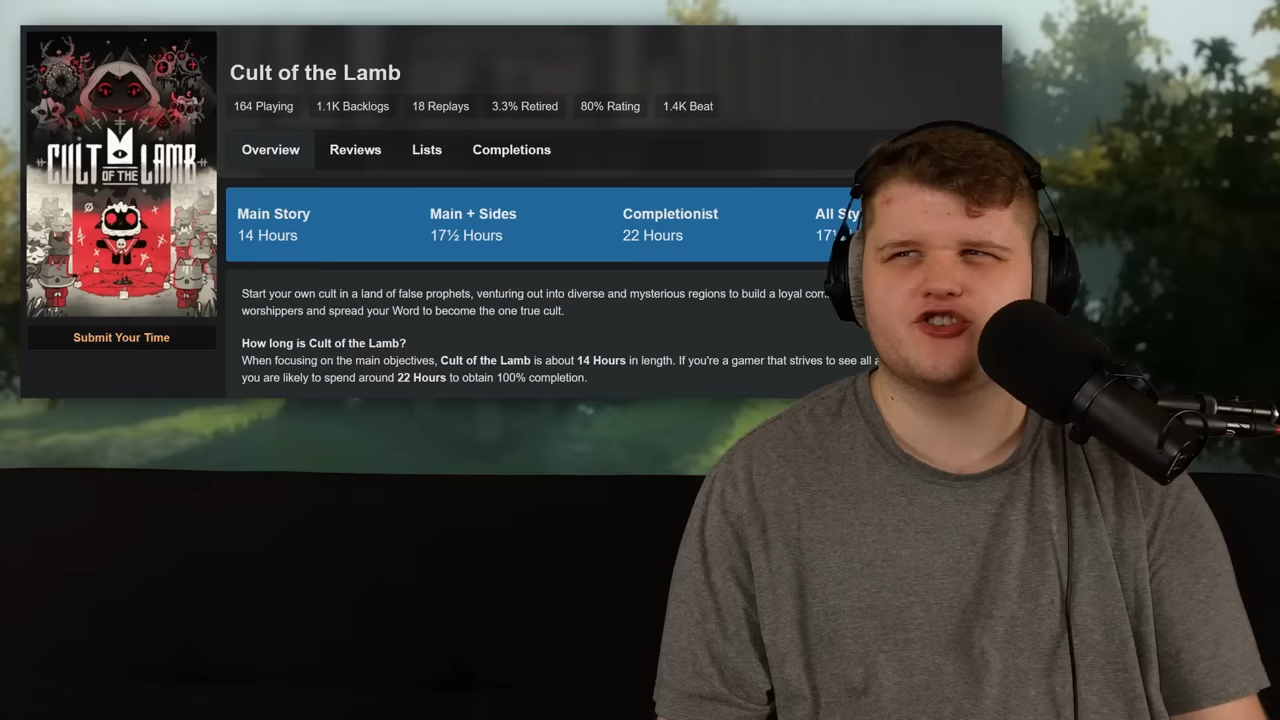 CULT OF THE LAMB
Submit Your Time
Cult of the Lamb
164 Playing 1.1K Backlogs 18 Replays 3.3% Retired 80% Rating 1.4K Beat
Overview Reviews Lists Completions
Main Story Main + Sides Completionist All
14 Hours 17½ Hours 22 Hours
Start your own cult in a land of false prophets, venturing out into diverse and mysterious regions to build a loyal
worshippers and spread your Word to become the one true cult.
How long is Cult of the Lamb?
When focusing on the main objectives, Cult of the Lamb is about 14 Hours in length. If you're a gamer that strives to see all
you are likely to spend around 22 Hours to obtain 100% completion.